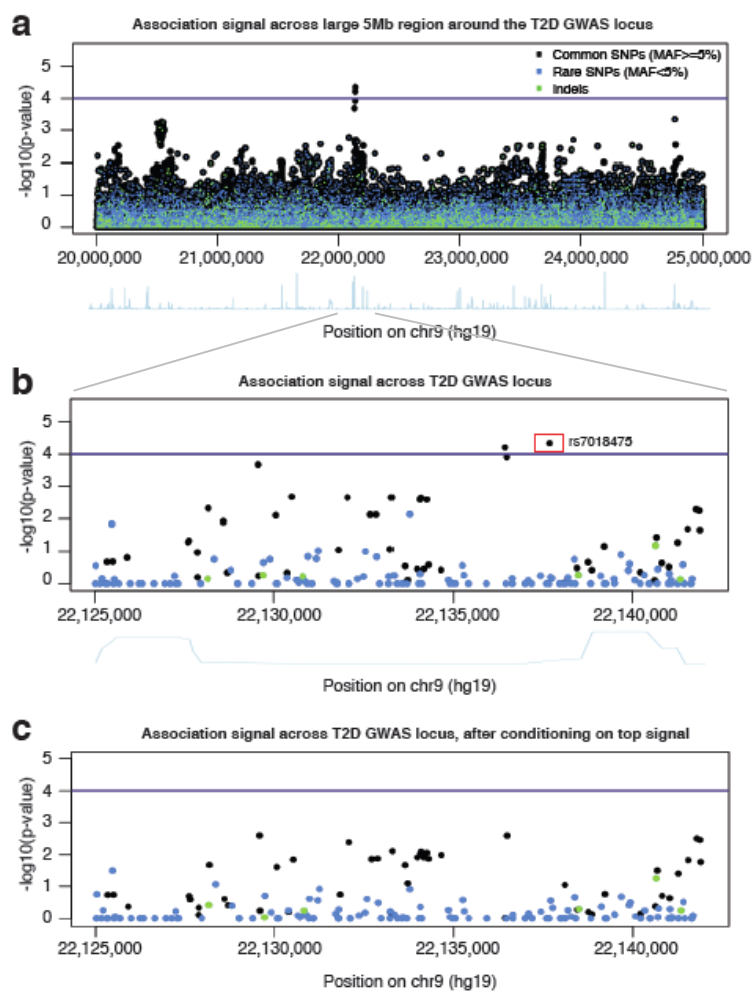 a
Association signal across large 5Mb region around the T2D GWAS locus
Common SNPs (MAF>=5%)
Rare SNPs (MAF<5%)
Indels
-log10(p-value)
5
4
3
2
1
0
20,000,000 21,000,000 22,000,000 23,000,000 24,000,000 25,000,000
Position on chr9 (hg19)
b
Association signal across T2D GWAS locus
rs7018475
-log10(p-value)
5
4
3
2
1
0
22,125,000 22,130,000 22,135,000 22,140,000
Position on chr9 (hg19)
c
Association signal across T2D GWAS locus, after conditioning on top signal
-log10(p-value)
5
4
3
2
1
0
22,125,000 22,130,000 22,135,000 22,140,000
Position on chr9 (hg19)